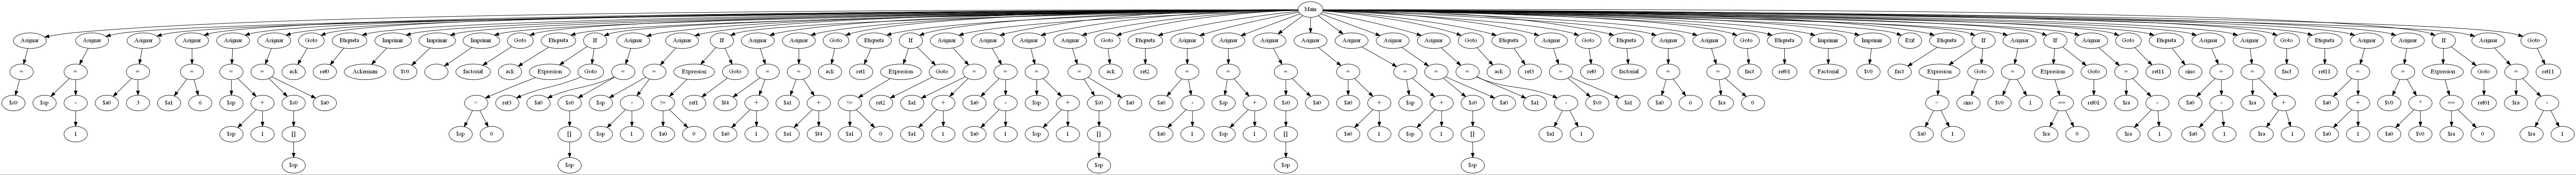 Main
Asignar Asignar Asignar Asignar Asignar Asignar Goto Etiqueta Imprimir Imprimir Imprimir Goto Etiqueta If Asignar Asignar If Asignar Asignar Goto Etiqueta If Asignar Asignar Asignar Asignar Goto Etiqueta Asignar Asignar Asignar Asignar Asignar Asignar Asignar Goto Etiqueta Asignar Goto Etiqueta Asignar Asignar Goto Etiqueta Imprimir Imprimir Exit Etiqueta If Asignar If Asignar Goto Etiqueta Asignar Asignar Goto Etiqueta Asignar Asignar If Asignar Goto
= = = = = = ack ret0 Ackerman $v0 factorial ack Expresion Goto = = Expresion Goto = = ack ret1 Expresion Goto = = = = ack ret2 = = = = = = = ack ret3 = ret0 factorial = = fact ret01 Factorial $v0 fact Expresion Goto = Expresion Goto = ret11 sino = = fact ret11 = = Expresion Goto = ret11
$s0 $sp - $a0 3 $a1 6 $sp + $s0 $a0 < ret3 $a0 $s0 $sp - != ret1 $t4 + $a1 + != ret2 $a1 + $a0 - $sp + $s0 $a0 $a0 - $sp + $s0 $a0 $a0 + $sp + $s0 $a0 $a1 - $v0 $a1 $a0 6 $ra 0 > sino $v0 1 == ret01 $ra - $a0 - $ra + $a0 + $v0 * == ret01 $ra -
1 $sp 1 [] $sp 0 [] $sp 1 $a0 0 $a0 1 $a1 $t4 $a1 0 $a1 1 $a0 1 $sp 1 [] $a0 1 $sp 1 [] $a0 1 $sp 1 [] $a1 1 $a0 1 $ra 0 $ra 1 $a0 1 $ra 1 $a0 1 $a0 $v0 $ra 0 $ra 1
$sp $sp $sp $sp $sp